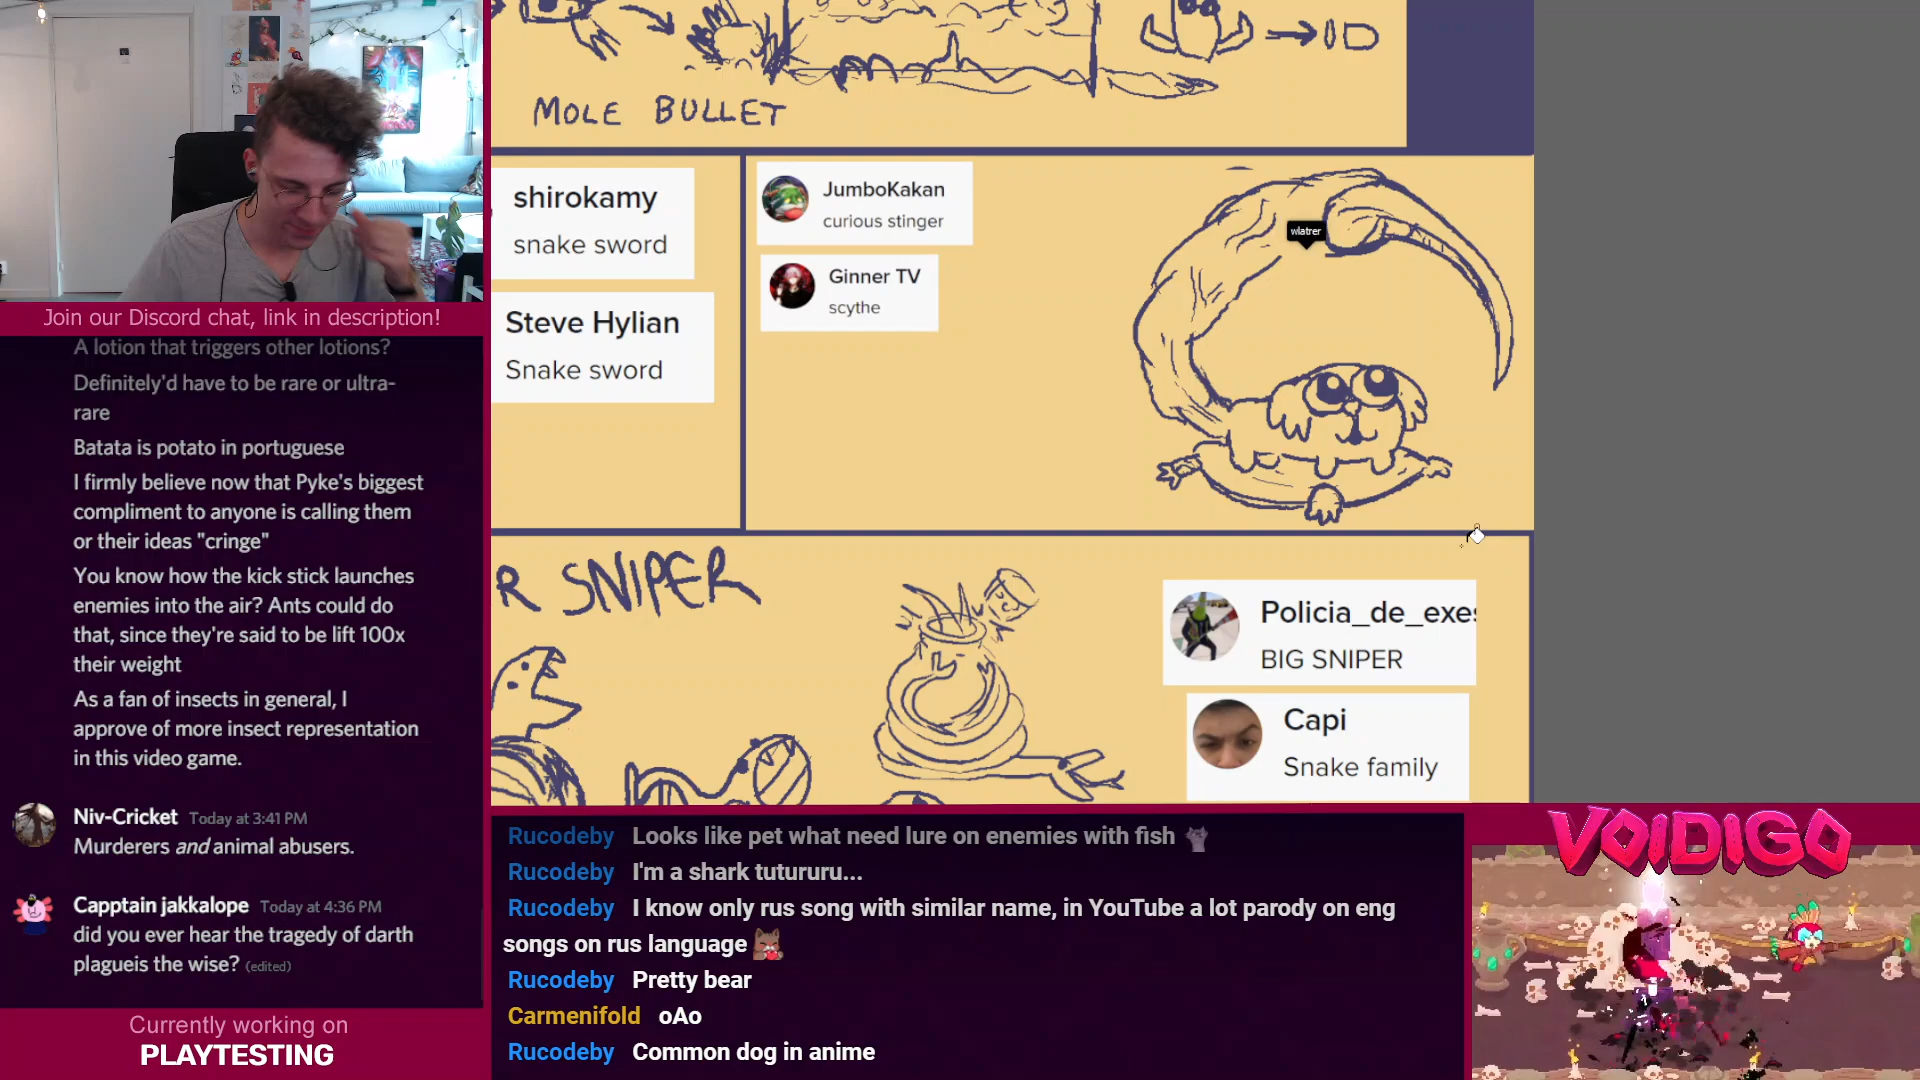 Join our Discord chat, link in description!
A lotion that triggers other lotions?
Definitely'd have to be rare or ultra-
rare
Batata is potato in portuguese
I firmly believe now that Pyke's biggest
compliment to anyone is calling them
or their ideas "cringe"
You know how the kick stick launches
enemies into the air? Ants could do
that, since they're said to be lift 100x
their weight
As a fan of insects in general, I
approve of more insect representation
in this video game.
Niv-Cricket Today at 3:41 PM
Murderers and animal abusers.
Capptain jakkalope Today at 4:36 PM
did you ever hear the tragedy of darth
plagueis the wise? (edited)
Currently working on
PLAYTESTING
MOLE BULLET
shirokamy
snake sword
Steve Hylian
Snake sword
JumboKakan
curious stinger
Ginner TV
scythe
wlatrer
R SNIPER
Policia_de_exes
BIG SNIPER
Capi
Snake family
Rucodeby Looks like pet what need lure on enemies with fish
Rucodeby I'm a shark tutururu...
Rucodeby I know only rus song with similar name, in YouTube a lot parody on eng
songs on rus language
Rucodeby Pretty bear
Carmenifold oAo
Rucodeby Common dog in anime
VOIDIGO